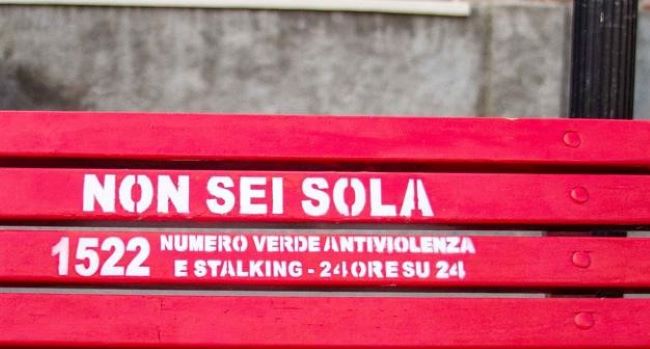 NON SEI SOLA
1522 NUMERO VERDE ANTIVIOLENZA
E STALKING - 24 ORE SU 24